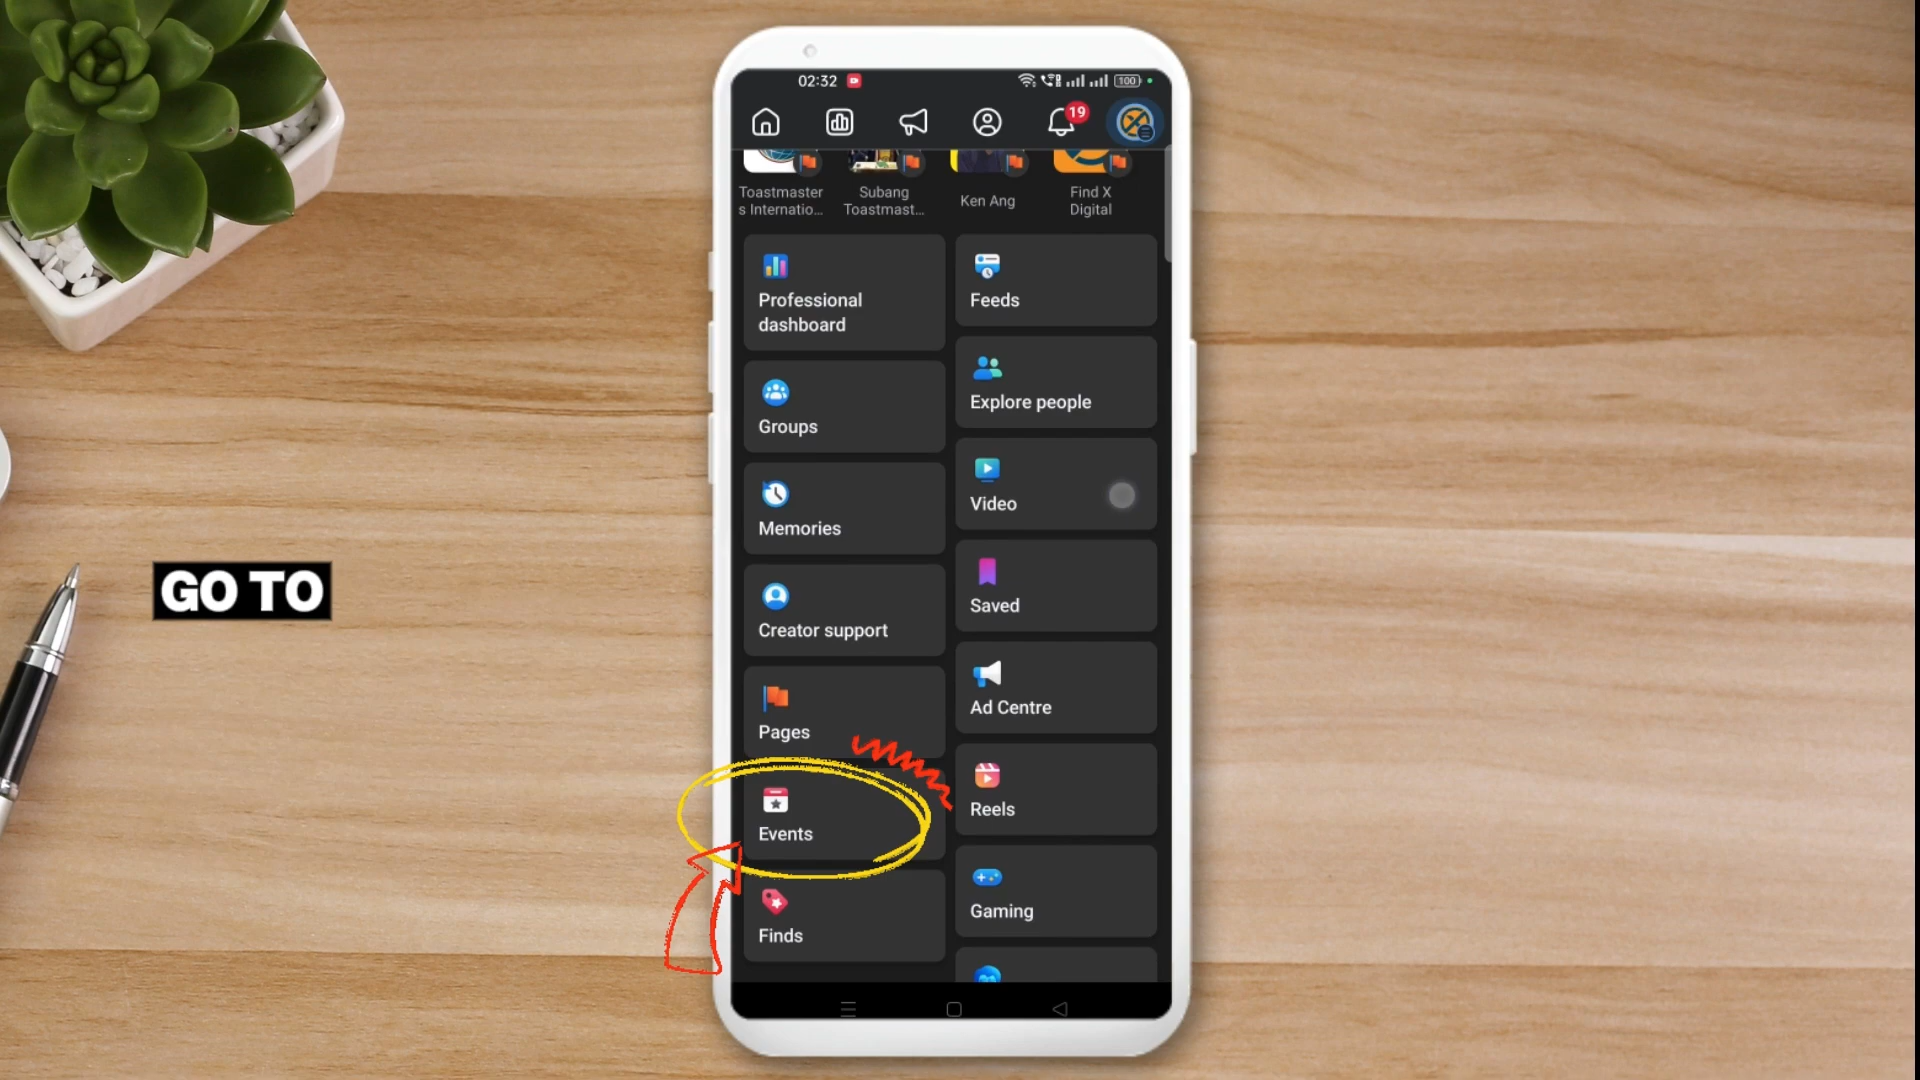 02:32
100
19
Toastmaster
s Internatio...
Subang
Toastmast...
Ken Ang
Find X
Digital
Professional
dashboard
Feeds
Explore people
Groups
Video
Memories
Saved
Creator support
Ad Centre
Pages
Reels
Events
Gaming
Finds
GO TO